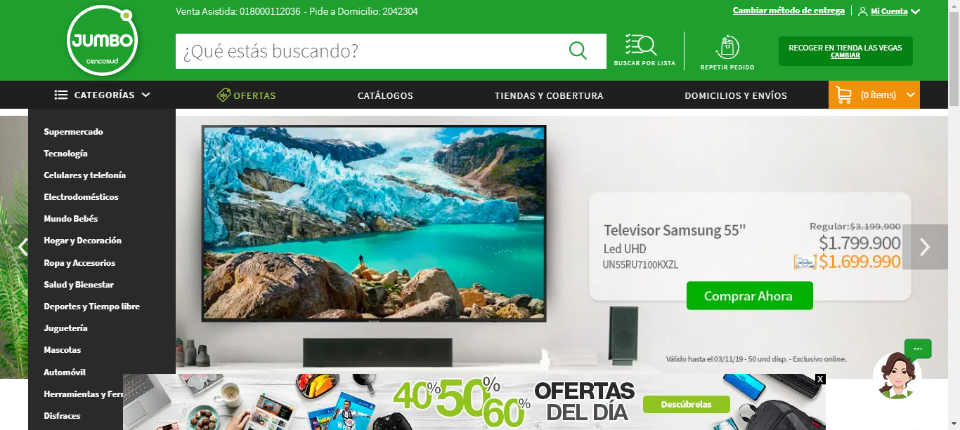 Venta Asistida: 018000112036 - Pide a Domicilio: 2042304
Cambiar método de entrega
Mi Cuenta
JUMBO
cencosud
¿Qué estás buscando?
BUSCAR POR LISTA
REPETIR PEDIDO
RECOGER EN TIENDA LAS VEGAS
CAMBIAR
CATEGORÍAS
OFERTAS
CATÁLOGOS
TIENDAS Y COBERTURA
DOMICILIOS Y ENVÍOS
(0 ítems)
Supermercado
Tecnología
Celulares y telefonía
Electrodomésticos
Mundo Bebés
Hogar y Decoración
Ropa y Accesorios
Salud y Bienestar
Deportes y Tiempo libre
Juguetería
Mascotas
Automóvil
Herramientas y Ferr
Disfraces
Televisor Samsung 55"
Led UHD
UN55RU7100KXZL
Regular:$3.199.900
$1.799.900
$1.699.990
Comprar Ahora
Válido hasta el 03/11/19 - 50 und disp. - Exclusivo online.
40% 50% 60%
OFERTAS
DEL DÍA
Descúbrelas
X